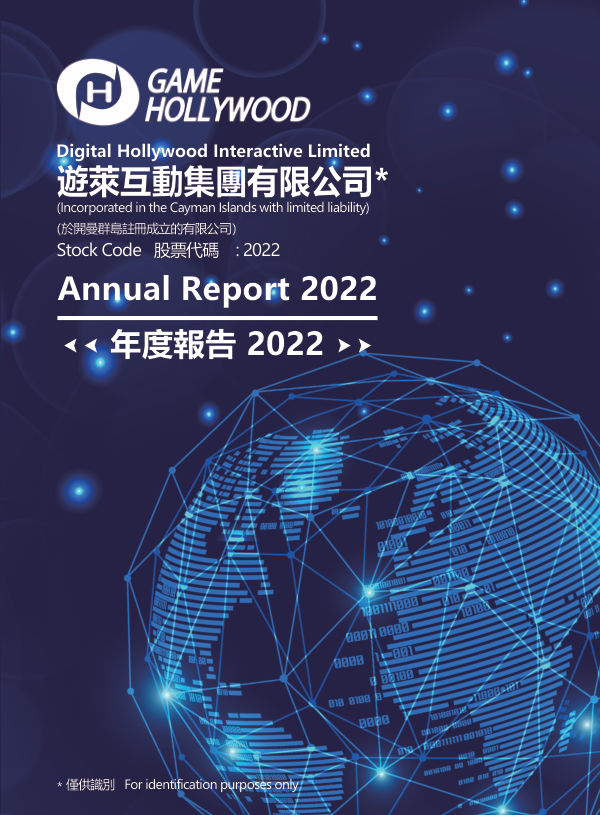 GAME
HOLLYWOOD
Digital Hollywood Interactive Limited
遊萊互動集團有限公司*
(Incorporated in the Cayman Islands with limited liability)
(於開曼群島註冊成立的有限公司)
Stock Code 股票代碼 : 2022
Annual Report 2022
年度報告 2022
* 僅供識別 For identification purposes only